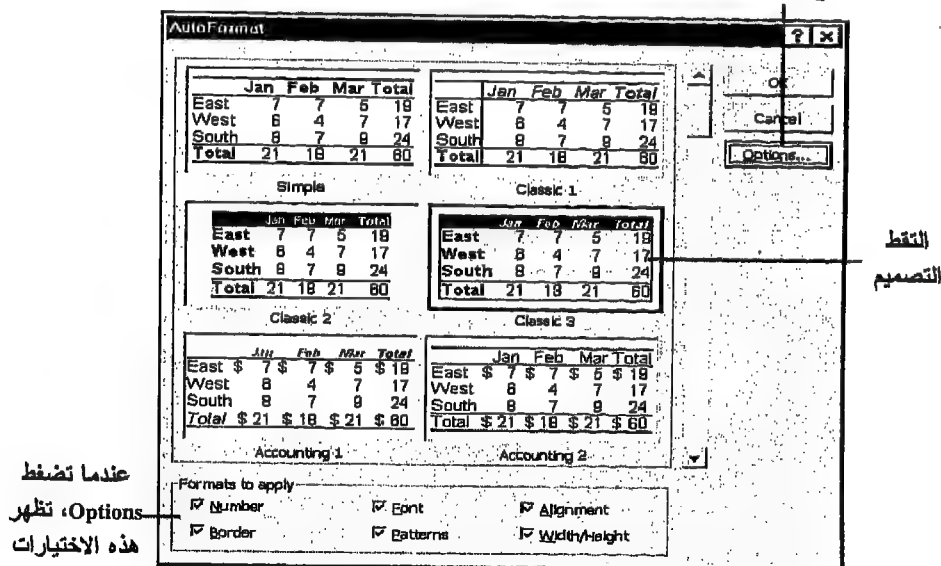 AutoFormat
Jan Feb Mar Total
East 7 7 5 19
West 6 4 7 17
South 8 7 9 24
Total 21 18 21 60
Simple
Jan Feb Mar Total
East 7 7 5 19
West 6 4 7 17
South 8 7 9 24
Total 21 18 21 60
Classic 1
OK
Cancel
Options...
Jan Feb Mar Total
East 7 7 5 19
West 6 4 7 17
South 8 7 9 24
Total 21 18 21 60
Classic 2
Jan Feb Mar Total
East 7 7 5 19
West 6 4 7 17
South 8 7 9 24
Total 21 18 21 60
Classic 3
التقط
التصميم
Jan Feb Mar Total
East $ 7 $ 7 $ 5 $ 19
West 6 4 7 17
South 8 7 9 24
Total $ 21 $ 18 $ 21 $ 60
Accounting 1
Jan Feb Mar Total
East $ 7 $ 7 $ 5 $ 19
West 6 4 7 17
South 8 7 9 24
Total $ 21 $ 18 $ 21 $ 60
Accounting 2
عندما تضغط
Options، تظهر
هذه الاختيارات
Formats to apply
Number Font Alignment
Border Patterns Width/Height